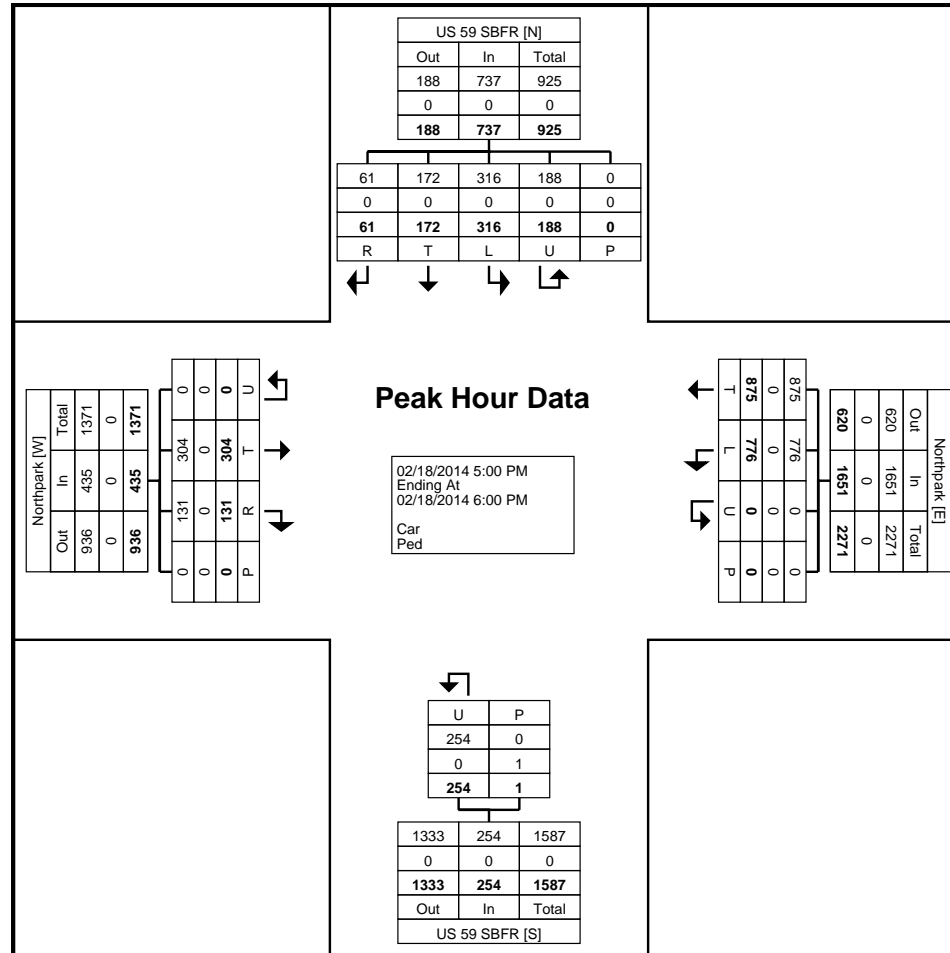 US 59 SBFR [N]
Out In Total
188 737 925
0 0 0
188 737 925
61 172 316 188 0
0 0 0 0 0
61 172 316 188 0
R T L U P
Northpark [W]
Total In Out
1371 435 936
0 0 0
1371 435 936
0 304 131 0
0 0 0 0
0 304 131 0
U T R P
Peak Hour Data
02/18/2014 5:00 PM
Ending At
02/18/2014 6:00 PM
Car
Ped
Northpark [E]
Out In Total
620 1651 2271
0 0 0
620 1651 2271
875 776 0 0
0 0 0 0
875 776 0 0
T L U P
U P
254 0
0 1
254 1
1333 254 1587
0 0 0
1333 254 1587
Out In Total
US 59 SBFR [S]